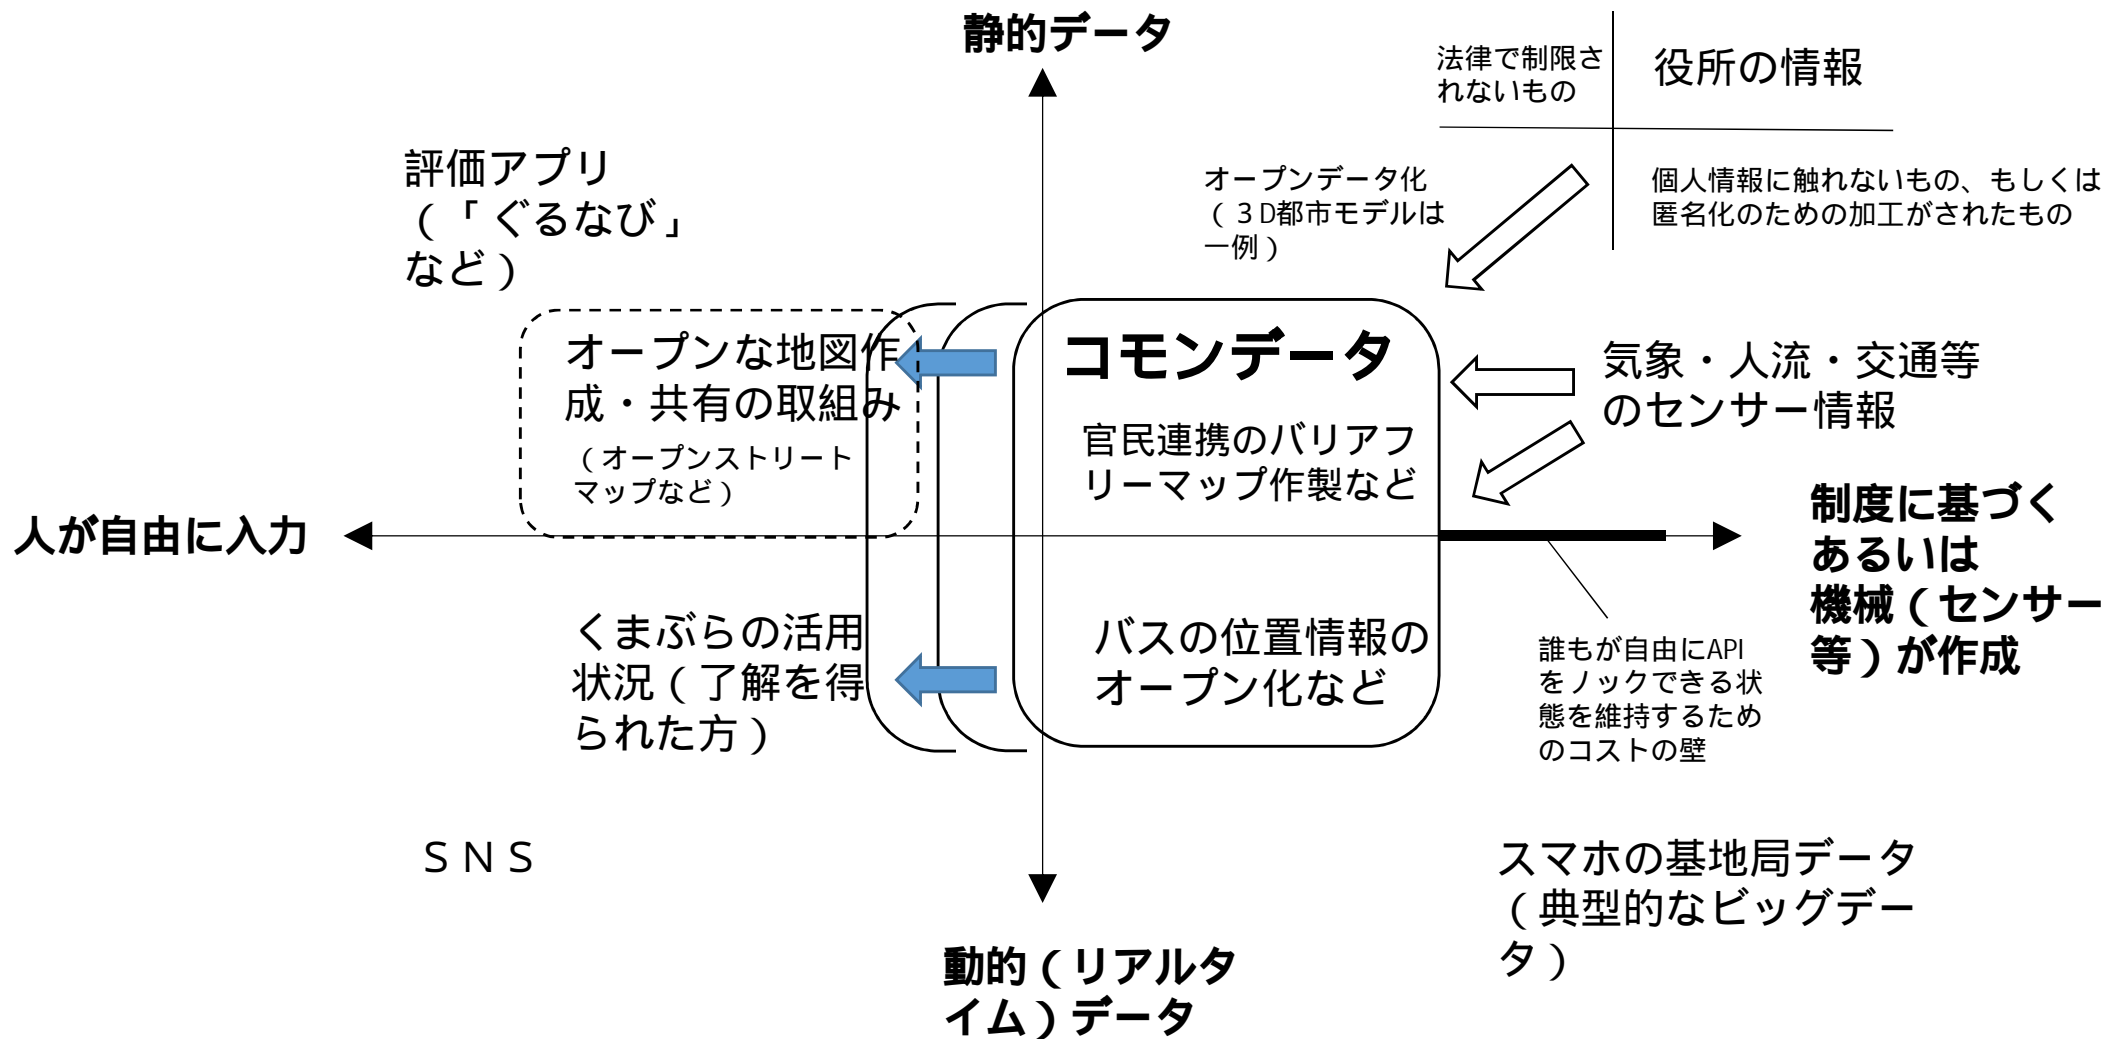 静的データ
法律で制限さ
れないもの
役所の情報
評価アプリ
(「ぐるなび」
など)
オープンデータ化
(3D都市モデルは
一例)
個人情報に触れないもの、もしくは
匿名化のための加工がされたもの
オープンな地図作
成・共有の取組み
(オープンストリート
マップなど)
コモンデータ
官民連携のバリアフ
リーマップ作製など
気象・人流・交通等
のセンサー情報
人が自由に入力
制度に基づく
あるいは
機械(センサー
等)が作成
くまぶらの活用
状況(了解を得
られた方)
バスの位置情報の
オープン化など
誰もが自由にAPI
をノックできる状
態を維持するため
のコストの壁
SNS
スマホの基地局データ
(典型的なビッグデー
タ)
動的(リアルタ
イム)データ